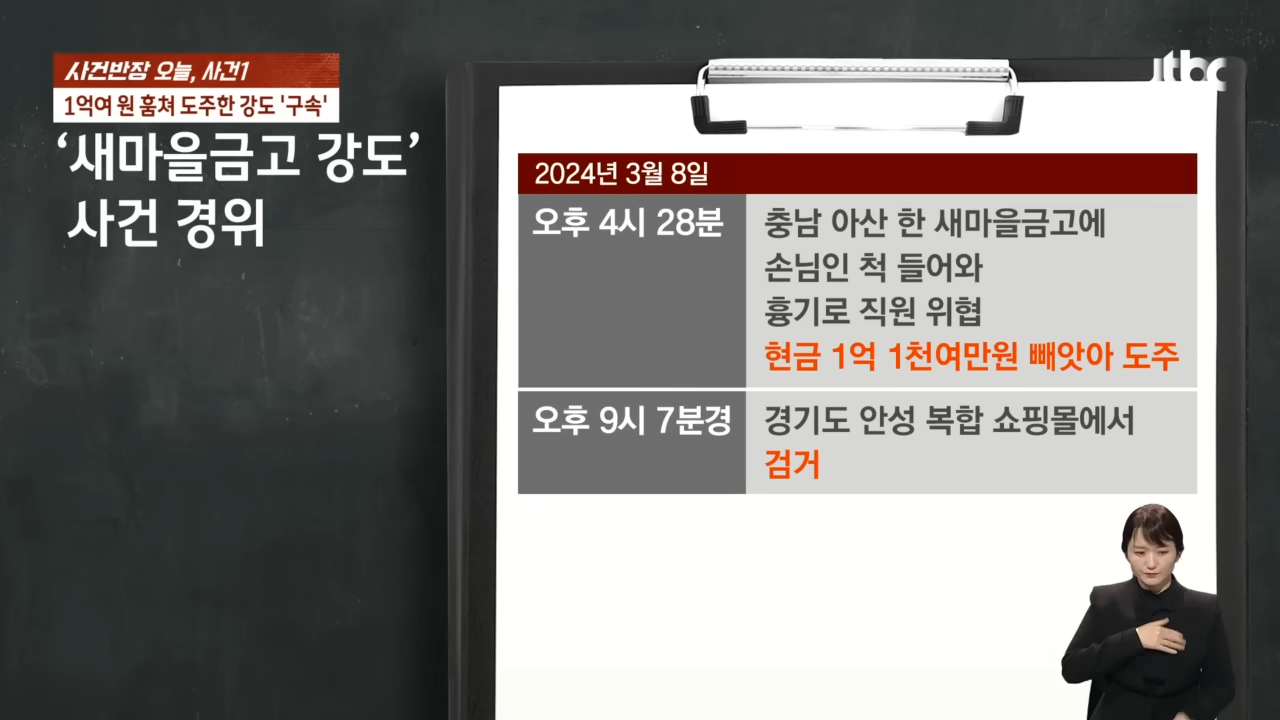 사건반장 오늘, 사건1
1억여 원 훔쳐 도주한 강도 '구속'
‘새마을금고 강도’
사건 경위
jtbc
2024년 3월 8일
오후 4시 28분
충남 아산 한 새마을금고에
손님인 척 들어와
흉기로 직원 위협
현금 1억 1천여만원 빼앗아 도주
오후 9시 7분경
경기도 안성 복합 쇼핑몰에서
검거